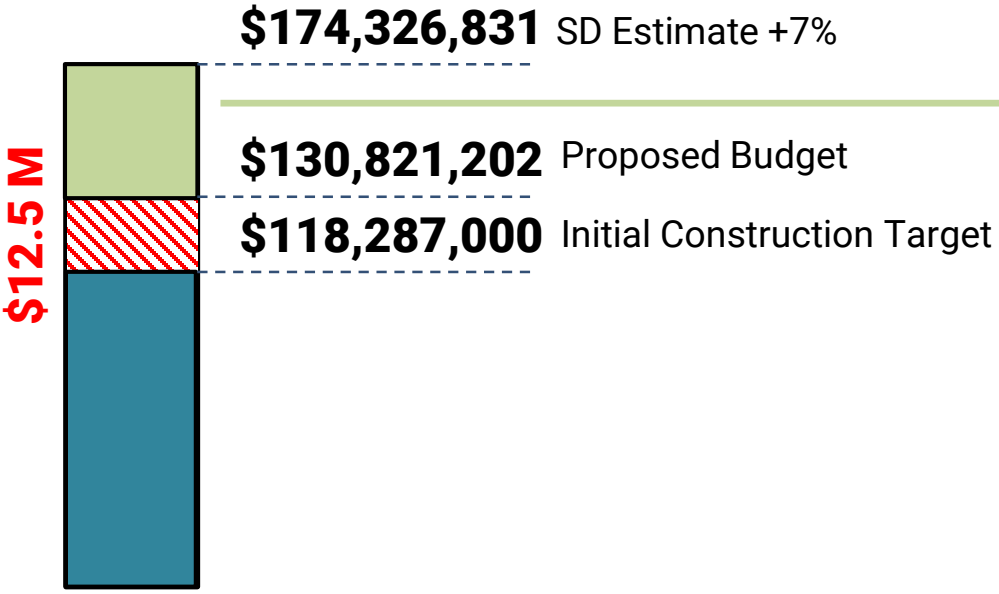 $174,326,831 SD Estimate +7%
$130,821,202 Proposed Budget
$118,287,000 Initial Construction Target
$12.5 M